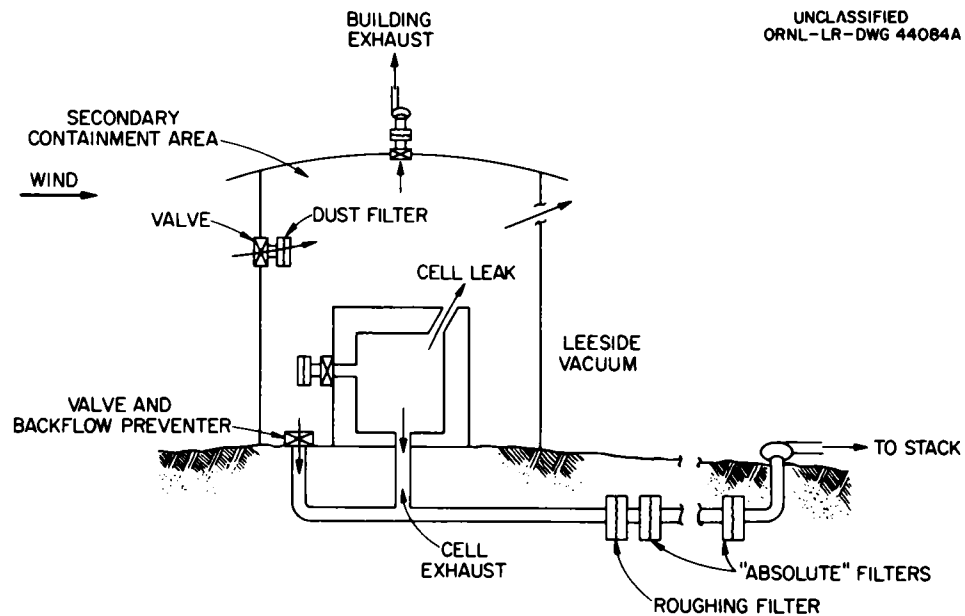 UNCLASSIFIED
ORNL-LR-DWG 44084A
BUILDING
EXHAUST
SECONDARY
CONTAINMENT AREA
WIND
VALVE
DUST FILTER
CELL LEAK
LEESIDE
VACUUM
VALVE AND
BACKFLOW PREVENTER
TO STACK
CELL
EXHAUST
"ABSOLUTE" FILTERS
ROUGHING FILTER